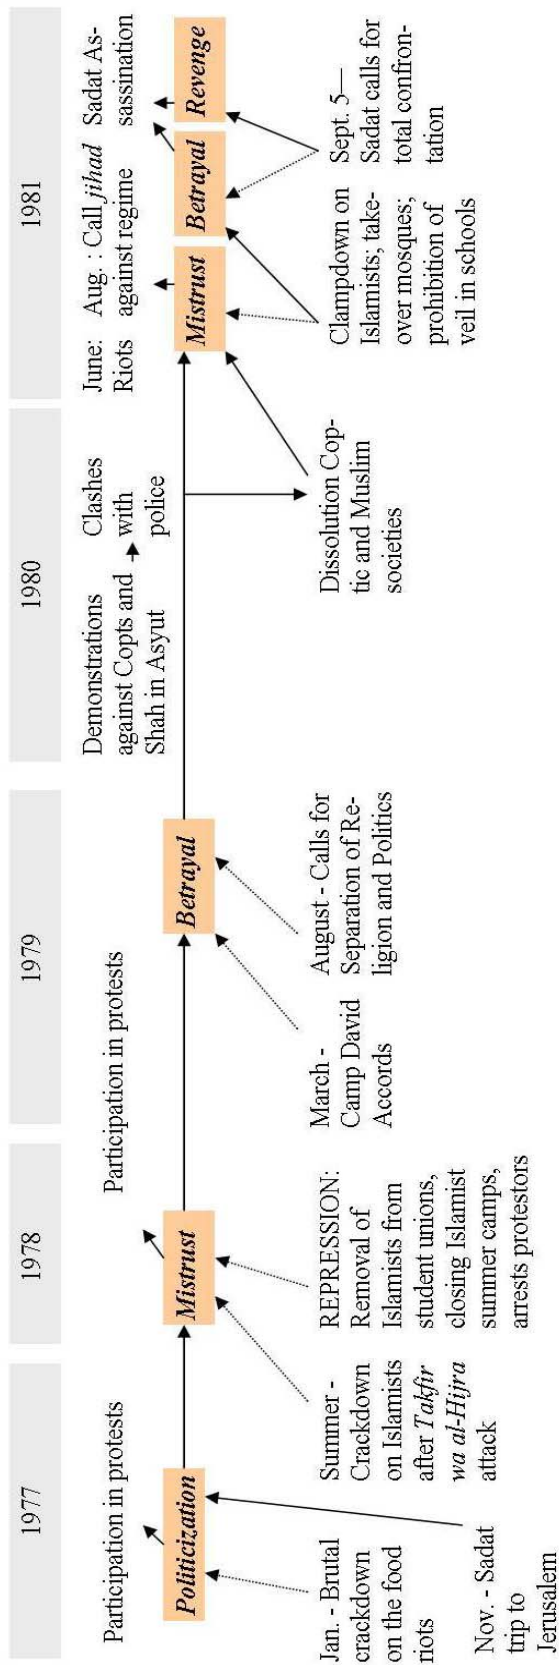 1977
1978
1979
1980
1981
Participation in protests
Participation in protests
Demonstrations
against Copts and
Shah in Asyut
Clashes
with
police
June:
Riots
Aug. : Call jihad
against regime
Sadat As-
sassination
Politicization
Mistrust
Betrayal
Mistrust
Betrayal
Revenge
Jan. - Brutal
crackdown
on the food
riots
Nov. - Sadat
trip to
Jerusalem
Summer -
Crackdown
on Islamists
after Takfir
wa al-Hijra
attack
REPRESSION:
Removal of
Islamists from
student unions,
closing Islamist
summer camps,
arrests protestors
March -
Camp David
Accords
August - Calls for
Separation of Re-
ligion and Politics
Dissolution Cop-
tic and Muslim
societies
Clampdown on
Islamists; take-
over mosques;
prohibition of
veil in schools
Sept. 5—
Sadat calls for
total confron-
tation